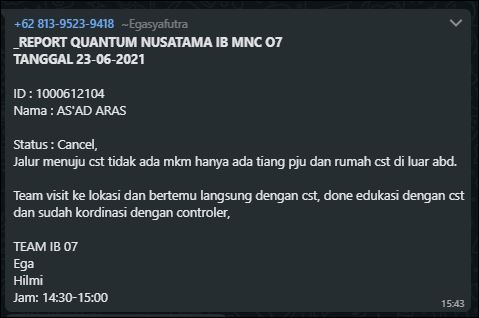 +62 813-9523-9418 ~Egasyafutra
_REPORT QUANTUM NUSATAMA IB MNC O7
TANGGAL 23-06-2021
ID : 1000612104
Nama : AS'AD ARAS
Status : Cancel,
Jalur menuju cst tidak ada mkm hanya ada tiang pju dan rumah cst di luar abd.
Team visit ke lokasi dan bertemu langsung dengan cst, done edukasi dengan cst
dan sudah kordinasi dengan controler,
TEAM IB 07
Ega
Hilmi
Jam: 14:30-15:00
15:43